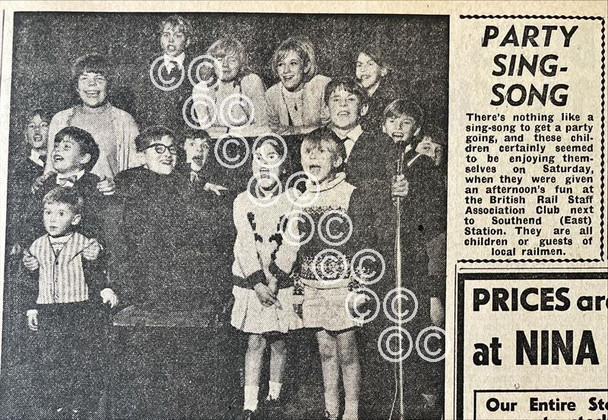 PARTY
SING-
SONG
There's nothing like a
sing-song to get a party
going, and these chil-
dren certainly seemed
to be enjoying them-
selves on Saturday,
when they were given
an afternoon's fun at
the British Rail Staff
Association Club next
to Southend (East)
Station. They are all
children or guests of
local railmen.
PRICES are
at NINA
Our Entire St